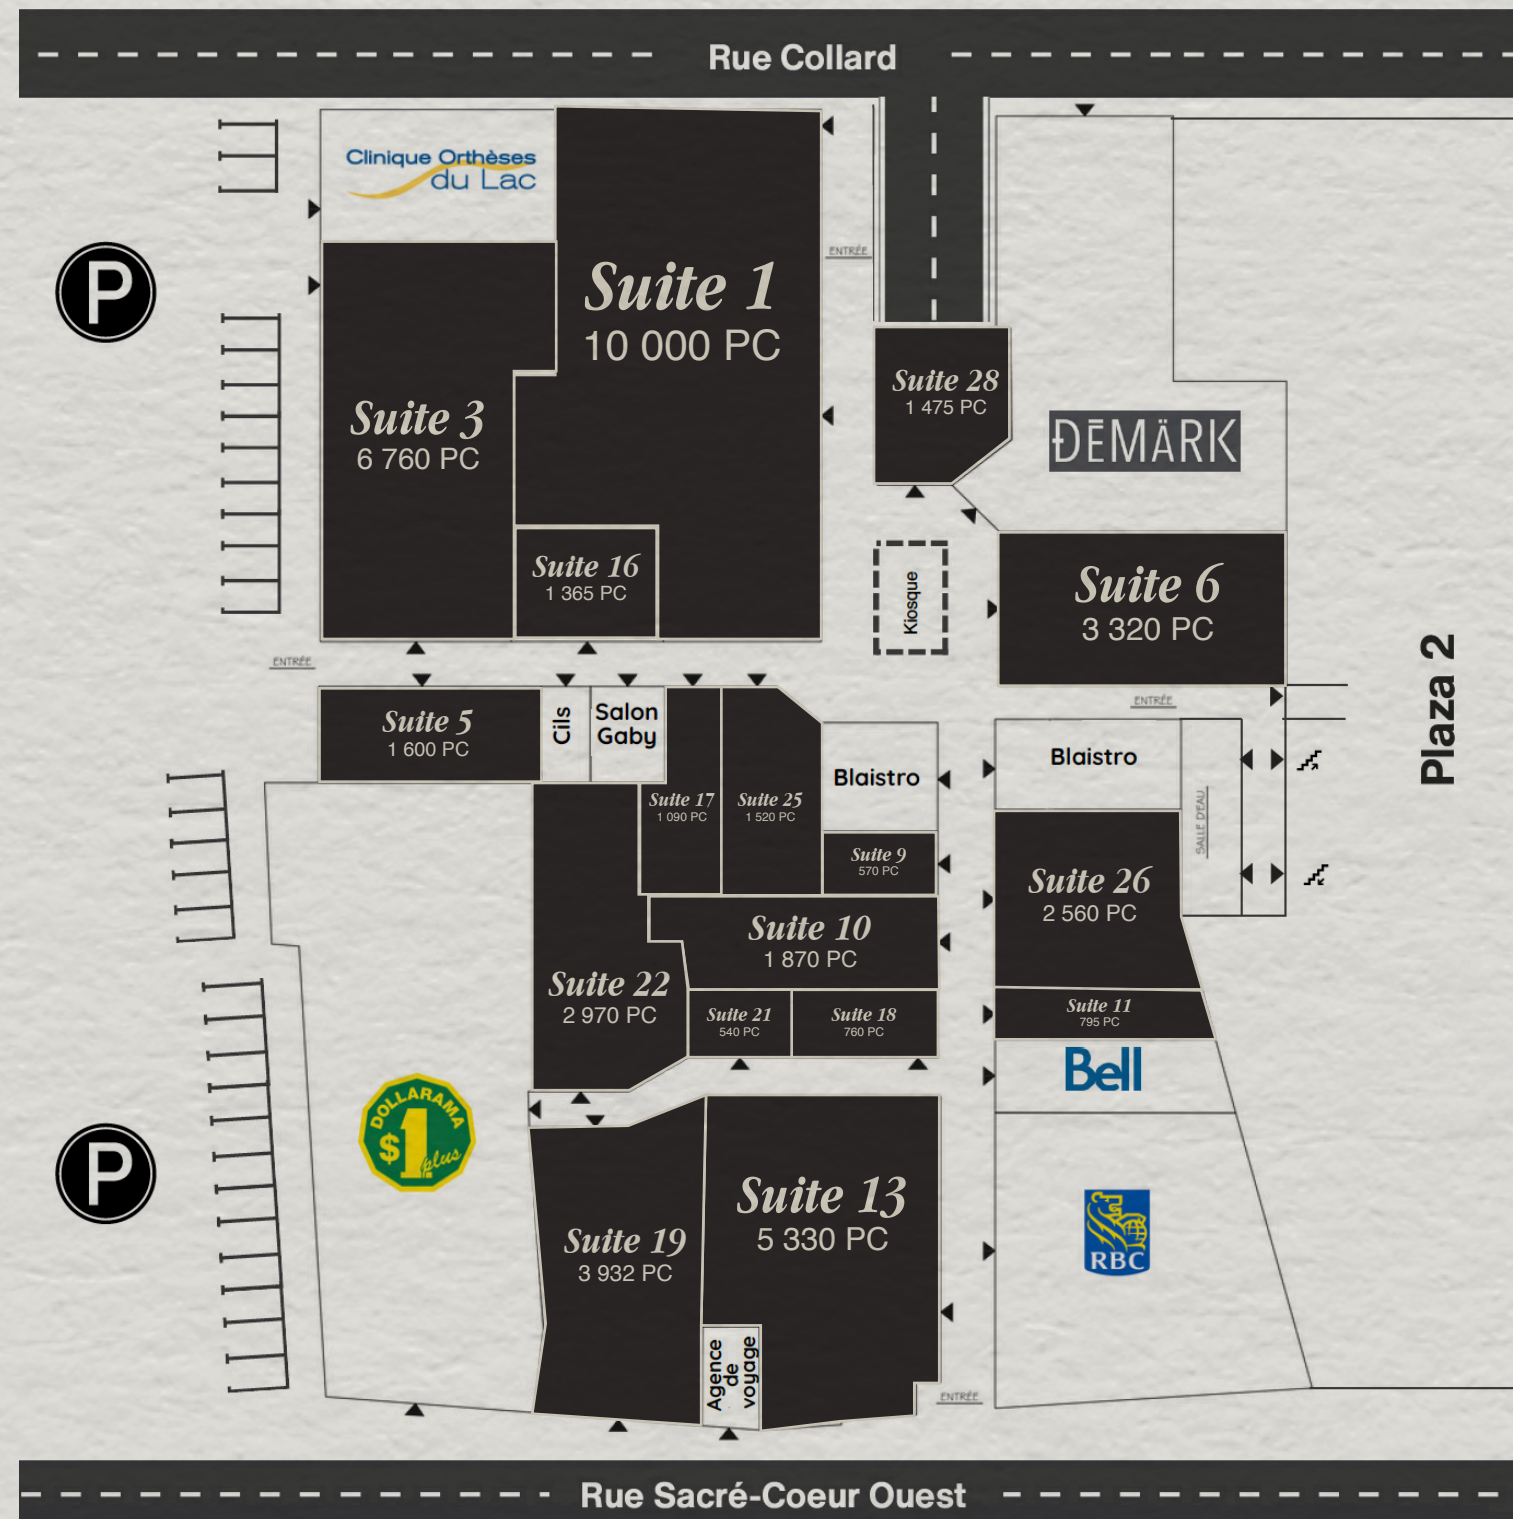 Rue Collard
Clinique Orthèses
du Lac
P
ENTRÉE
Suite 1
10 000 PC
Suite 28
1 475 PC
Suite 3
6 760 PC
DEMÄRK
Suite 16
1 365 PC
Kiosque
Suite 6
3 320 PC
ENTRÉE
Plaza 2
ENTRÉE
Suite 5
1 600 PC
Cils
Salon
Gaby
Blaistro
Blaistro
Suite 17
1 090 PC
Suite 25
1 520 PC
SALLE D'EAU
Suite 9
570 PC
Suite 26
2 560 PC
Suite 10
1 870 PC
Suite 22
2 970 PC
Suite 21
540 PC
Suite 18
760 PC
Suite 11
795 PC
Bell
DOLLARAMA
$1
plus
P
Suite 13
5 330 PC
Suite 19
3 932 PC
RBC
Agence
de
voyage
ENTRÉE
Rue Sacré-Coeur Ouest